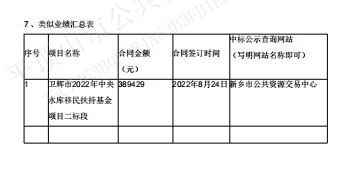 7、类似业绩汇总表
序号 项目名称 合同金额（元） 合同签订时间 中标公示查询网站（写明网站名称即可）
1 卫辉市2022年中央水库移民扶持基金项目二标段 389429 2022年8月24日 新乡市公共资源交易中心